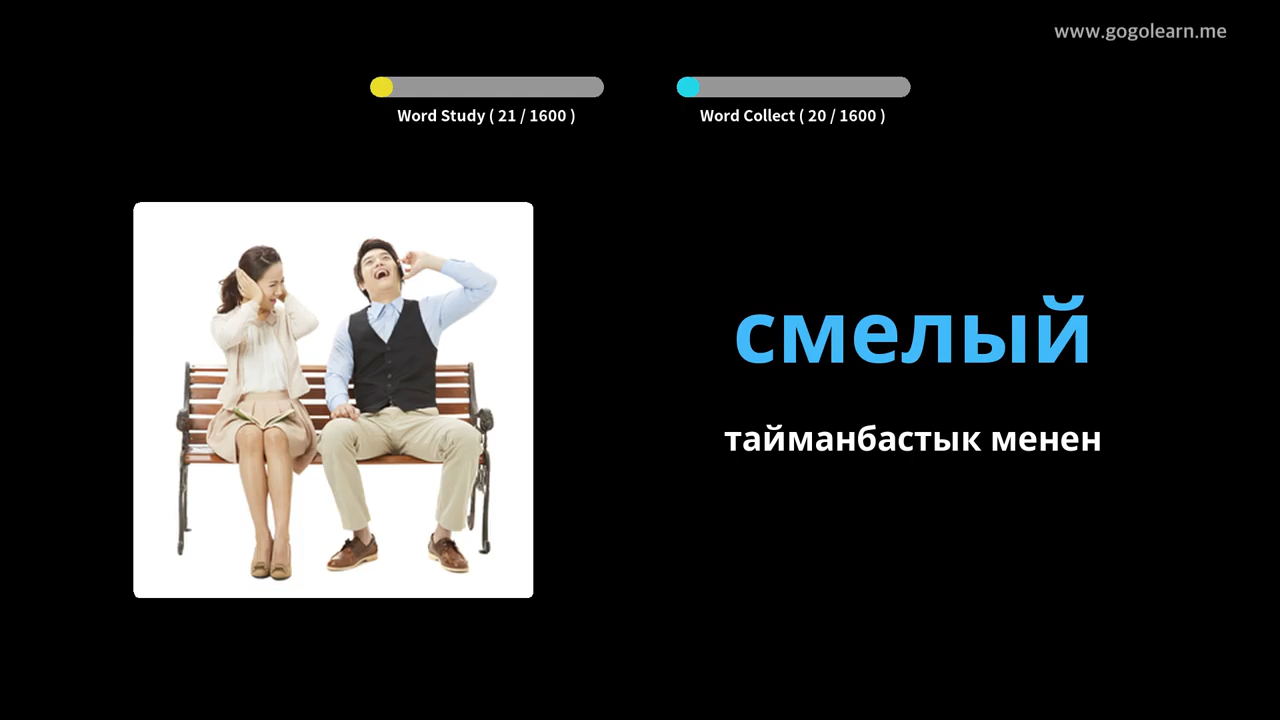 www.gogolearn.me
Word Study ( 21 / 1600 )
Word Collect ( 20 / 1600 )
смелый
тайманбастык менен